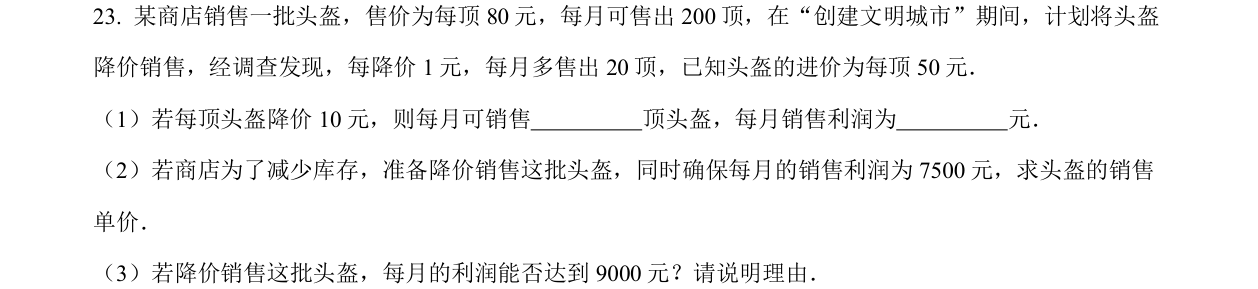 23. 某商店销售一批头盔，售价为每顶 80 元，每月可售出 200 顶，在“创建文明城市”期间，计划将头盔
降价销售，经调查发现，每降价 1 元，每月多售出 20 顶，已知头盔的进价为每顶 50 元．
（1）若每顶头盔降价 10 元，则每月可销售_________顶头盔，每月销售利润为_________元．
（2）若商店为了减少库存，准备降价销售这批头盔，同时确保每月的销售利润为 7500 元，求头盔的销售
单价．
（3）若降价销售这批头盔，每月的利润能否达到 9000 元？请说明理由．